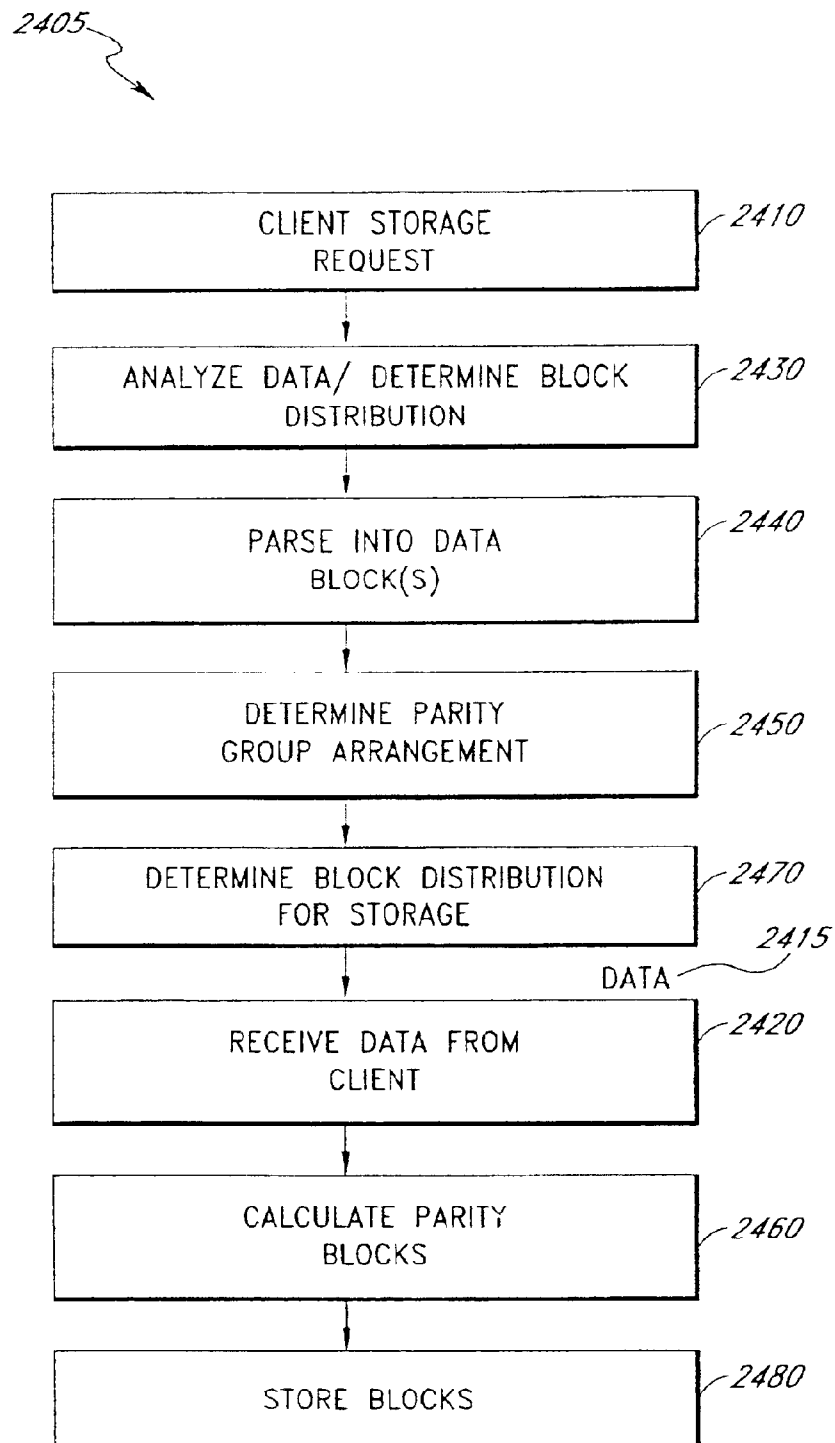 2405
CLIENT STORAGE
REQUEST
2410
ANALYZE DATA/ DETERMINE BLOCK
DISTRIBUTION
2430
PARSE INTO DATA
BLOCK(S)
2440
DETERMINE PARITY
GROUP ARRANGEMENT
2450
DETERMINE BLOCK DISTRIBUTION
FOR STORAGE
2470
DATA
2415
RECEIVE DATA FROM
CLIENT
2420
CALCULATE PARITY
BLOCKS
2460
STORE BLOCKS
2480